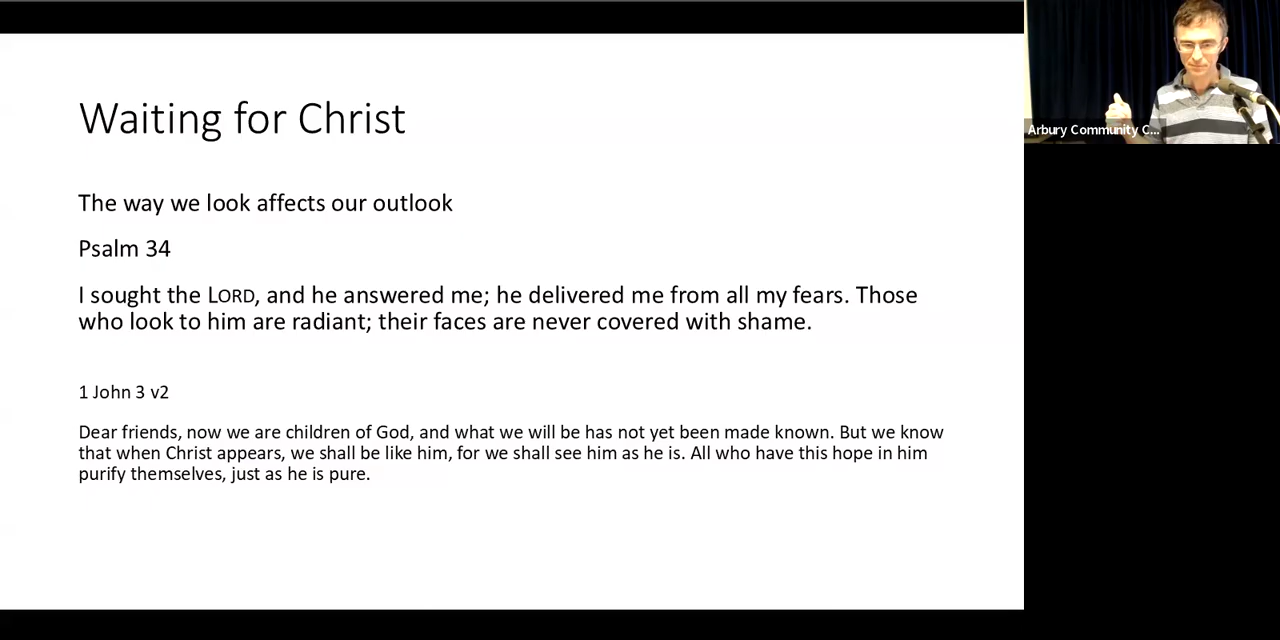 Waiting for Christ
The way we look affects our outlook
Psalm 34
I sought the LORD, and he answered me; he delivered me from all my fears. Those
who look to him are radiant; their faces are never covered with shame.
1 John 3 v2
Dear friends, now we are children of God, and what we will be has not yet been made known. But we know
that when Christ appears, we shall be like him, for we shall see him as he is. All who have this hope in him
purify themselves, just as he is pure.
Arbury Community C...